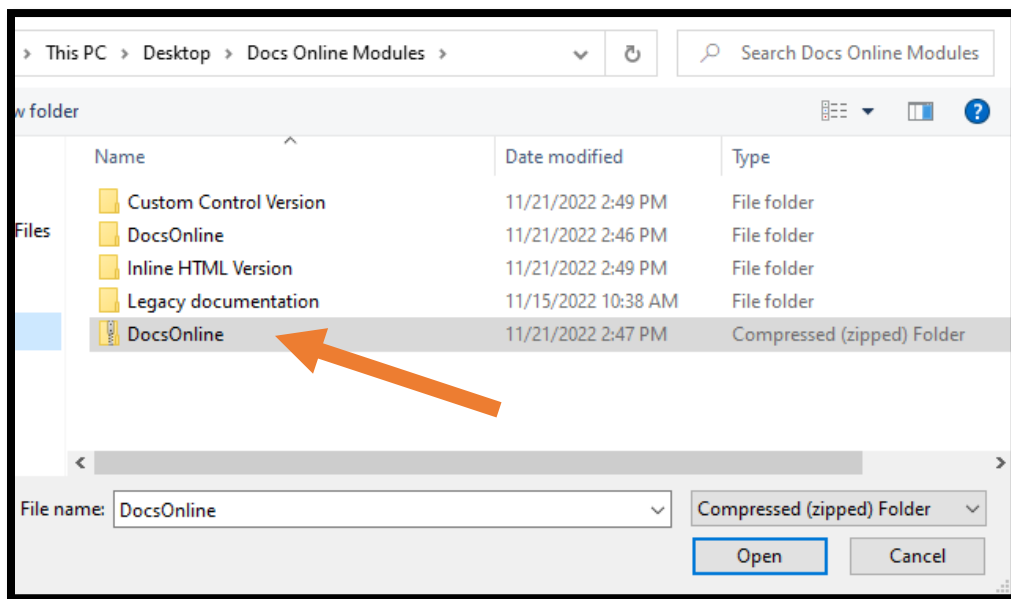 › This PC › Desktop › Docs Online Modules › Search Docs Online Modules
w folder
Name Date modified Type
Custom Control Version 11/21/2022 2:49 PM File folder
Files DocsOnline 11/21/2022 2:46 PM File folder
Inline HTML Version 11/21/2022 2:49 PM File folder
Legacy documentation 11/15/2022 10:38 AM File folder
DocsOnline 11/21/2022 2:47 PM Compressed (zipped) Folder
File name: DocsOnline Compressed (zipped) Folder
Open Cancel